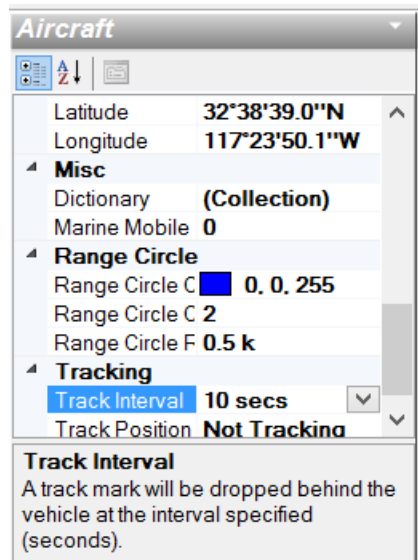 Aircraft
A Z
Latitude 32°38'39.0''N
Longitude 117°23'50.1''W
Misc
Dictionary (Collection)
Marine Mobile 0
Range Circle
Range Circle C 0, 0, 255
Range Circle C 2
Range Circle F 0.5 k
Tracking
Track Interval 10 secs
Track Position Not Tracking
Track Interval
A track mark will be dropped behind the
vehicle at the interval specified
(seconds).